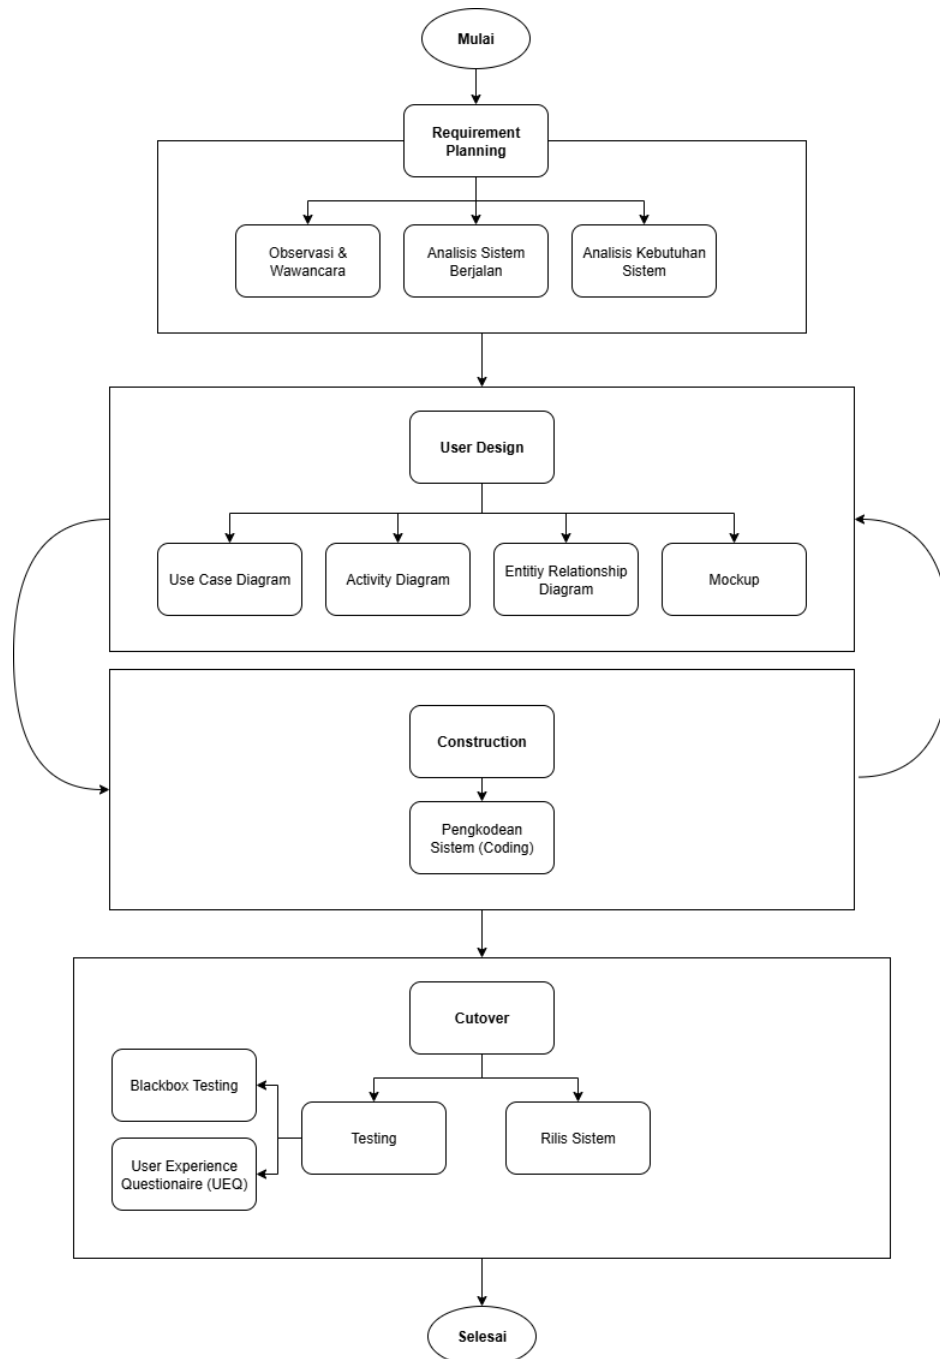 Mulai
Requirement
Planning
Observasi &
Wawancara
Analisis Sistem
Berjalan
Analisis Kebutuhan
Sistem
User Design
Use Case Diagram
Activity Diagram
Entitiy Relationship
Diagram
Mockup
Construction
Pengkodean
Sistem (Coding)
Cutover
Blackbox Testing
Testing
Rilis Sistem
User Experience
Questionaire (UEQ)
Selesai